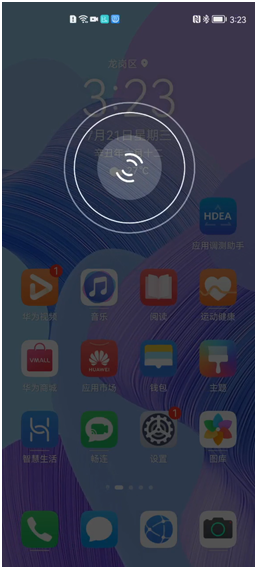 3:23
龙岗区
3:23
7月21日星期三
HDEA
应用调测助手
1
华为视频
音乐
阅读
运动健康
VMALL
HUAWEI
华为商城
应用市场
钱包
主题
1
智慧生活
畅连
设置
图库